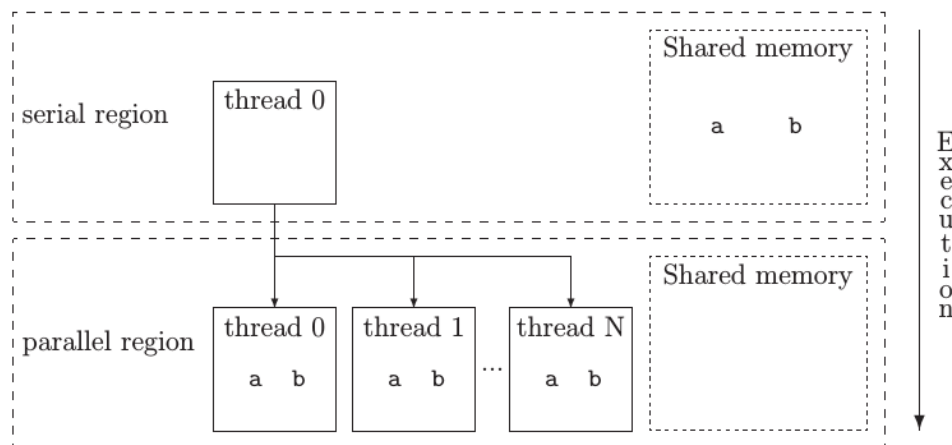 Shared memory
thread 0
serial region
a b
Execution
Shared memory
thread 0 thread 1 thread N
parallel region
a b a b ... a b